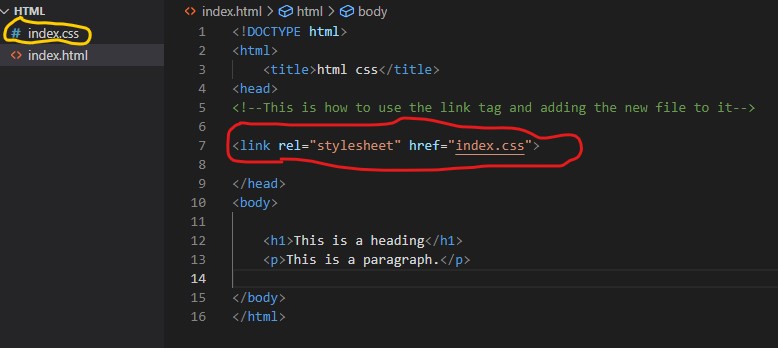 HTML
# index.css
<> index.html
<> index.html > html > body
1 <!DOCTYPE html>
2 <html>
3     <title>html css</title>
4 <head>
5 <!--This is how to use the link tag and adding the new file to it-->
6
7 <link rel="stylesheet" href="index.css">
8
9 </head>
10 <body>
11
12     <h1>This is a heading</h1>
13     <p>This is a paragraph.</p>
14
15 </body>
16 </html>